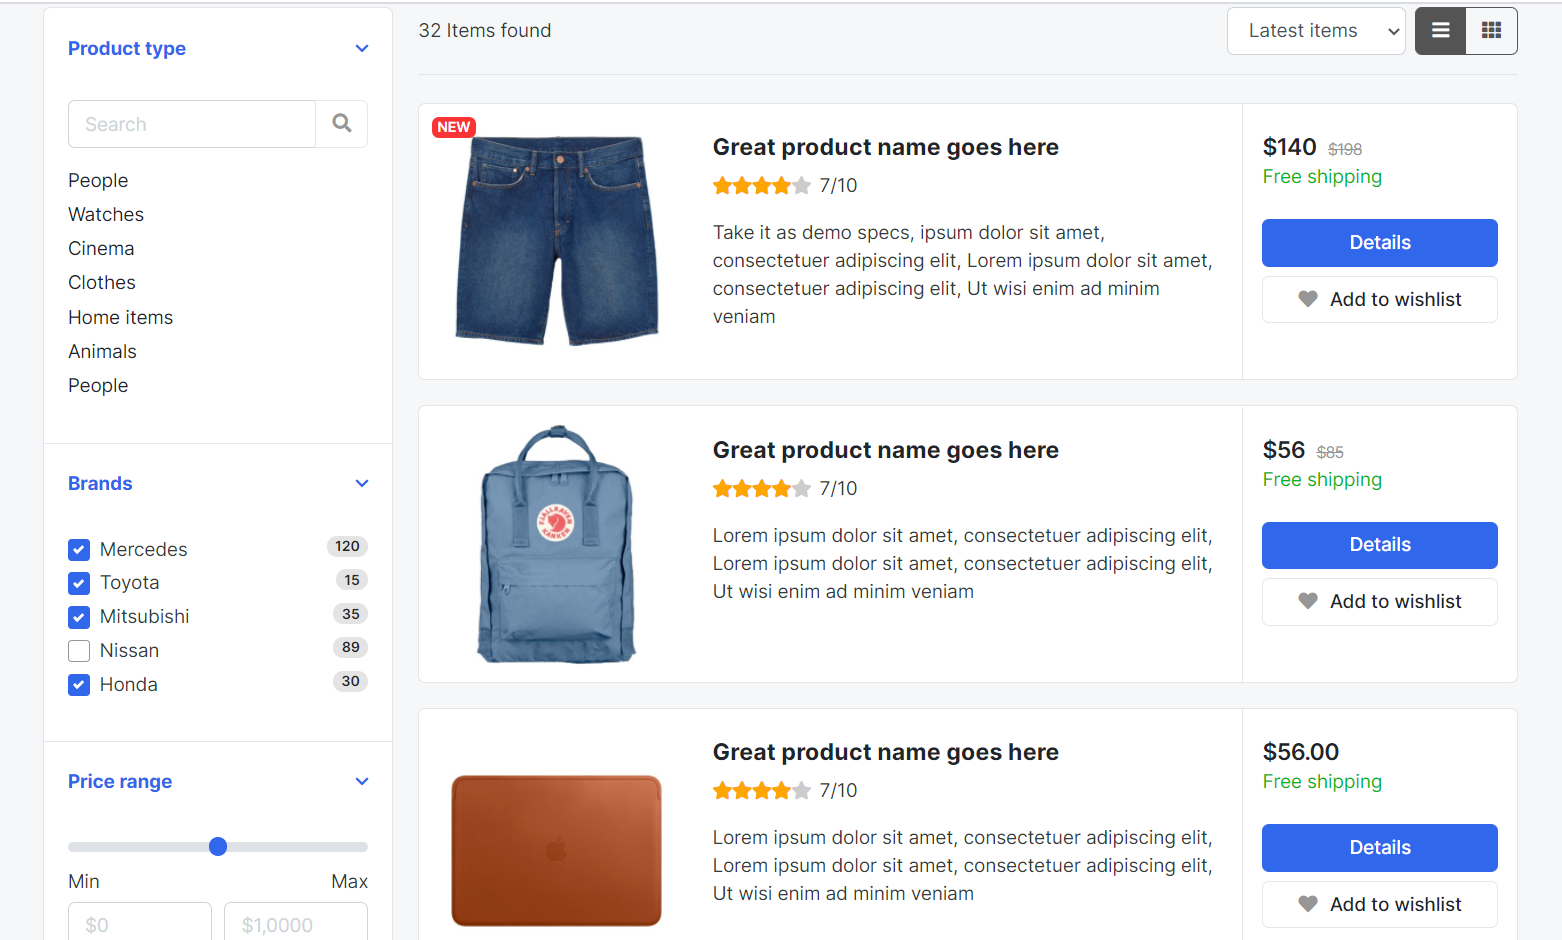 Product type
Search
People
Watches
Cinema
Clothes
Home items
Animals
People
Brands
Mercedes 120
Toyota 15
Mitsubishi 35
Nissan 89
Honda 30
Price range
Min Max
$0 $1,0000
32 Items found
Latest items
NEW
Great product name goes here
7/10
Take it as demo specs, ipsum dolor sit amet,
consectetuer adipiscing elit, Lorem ipsum dolor sit amet,
consectetuer adipiscing elit, Ut wisi enim ad minim
veniam
$140 $198
Free shipping
Details
Add to wishlist
FJALLRAVEN
KANKEN
Great product name goes here
7/10
Lorem ipsum dolor sit amet, consectetuer adipiscing elit,
Lorem ipsum dolor sit amet, consectetuer adipiscing elit,
Ut wisi enim ad minim veniam
$56 $85
Free shipping
Details
Add to wishlist
Great product name goes here
7/10
Lorem ipsum dolor sit amet, consectetuer adipiscing elit,
Lorem ipsum dolor sit amet, consectetuer adipiscing elit,
Ut wisi enim ad minim veniam
$56.00
Free shipping
Details
Add to wishlist